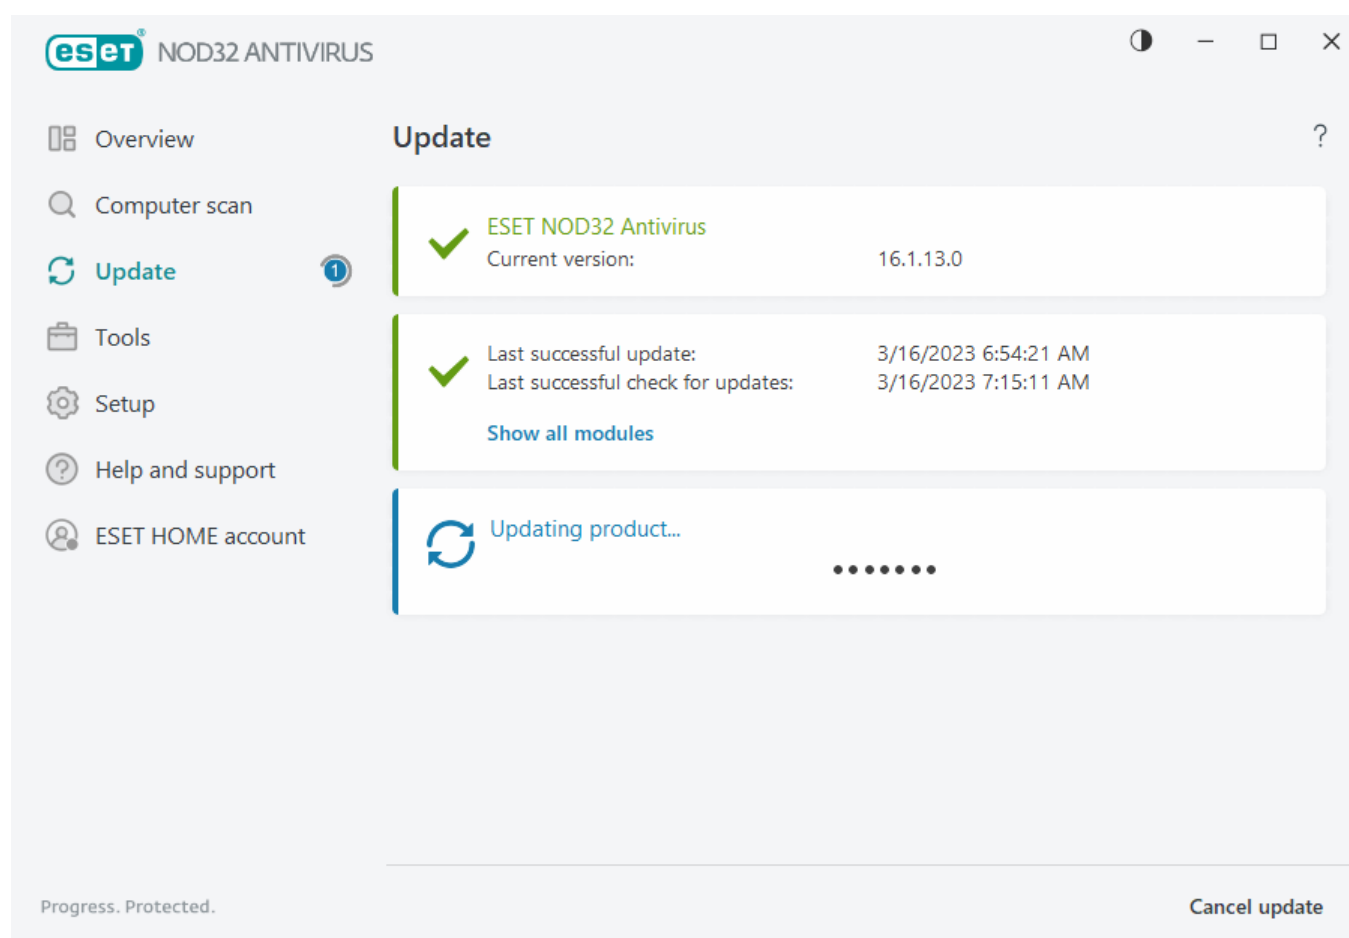 eset® NOD32 ANTIVIRUS
Overview
Computer scan
Update
1
Tools
Setup
Help and support
ESET HOME account
Update
?
ESET NOD32 Antivirus
Current version: 16.1.13.0
Last successful update: 3/16/2023 6:54:21 AM
Last successful check for updates: 3/16/2023 7:15:11 AM
Show all modules
Updating product...
Progress. Protected.
Cancel update